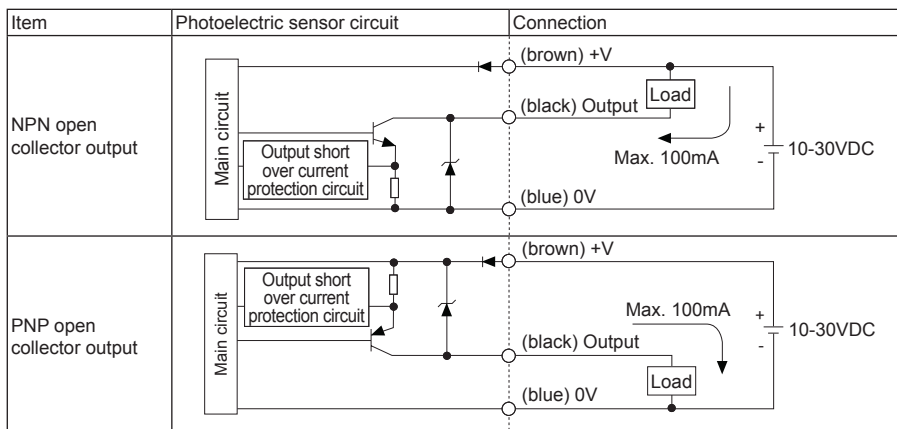 Item
Photoelectric sensor circuit
Connection
NPN open
collector output
Main circuit
Output short
over current
protection circuit
(brown) +V
(black) Output
(blue) 0V
Load
Max. 100mA
+
-
10-30VDC
PNP open
collector output
Main circuit
Output short
over current
protection circuit
(brown) +V
(black) Output
(blue) 0V
Max. 100mA
Load
+
-
10-30VDC